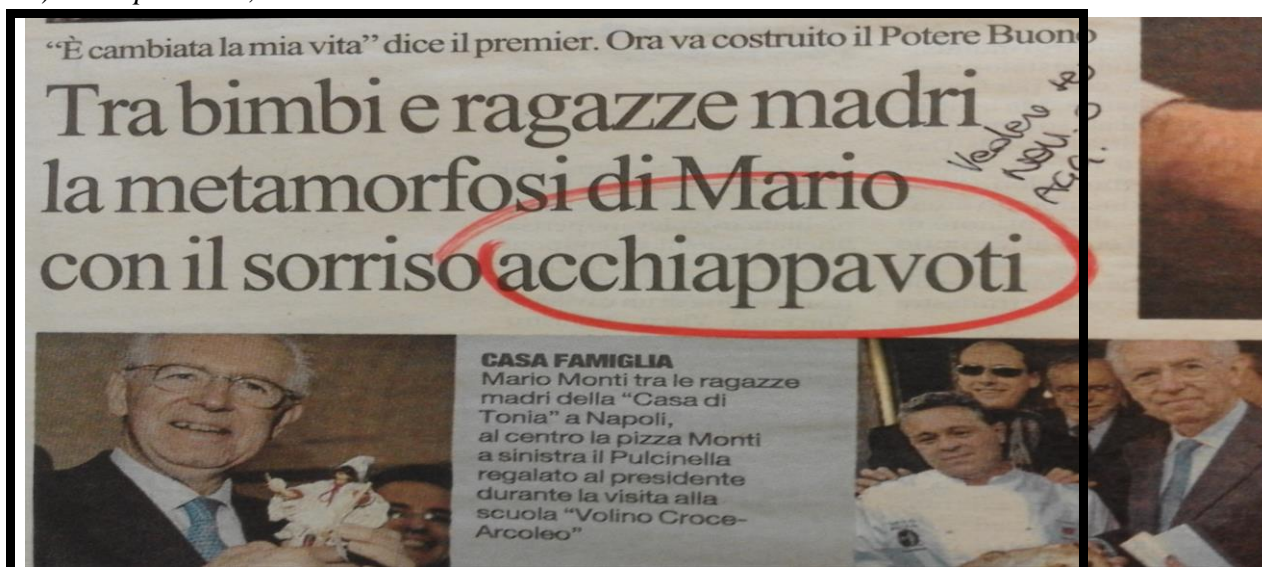 “È cambiata la mia vita” dice il premier. Ora va costruito il Potere Buono
Tra bimbi e ragazze madri
la metamorfosi di Mario
con il sorriso acchiappavoti
Vedere se
CASA FAMIGLIA
Mario Monti tra le ragazze
madri della “Casa di
Tonia” a Napoli,
al centro la pizza Monti
a sinistra il Pulcinella
regalato al presidente
durante la visita alla
scuola “Volino Croce-
Arcoleo”